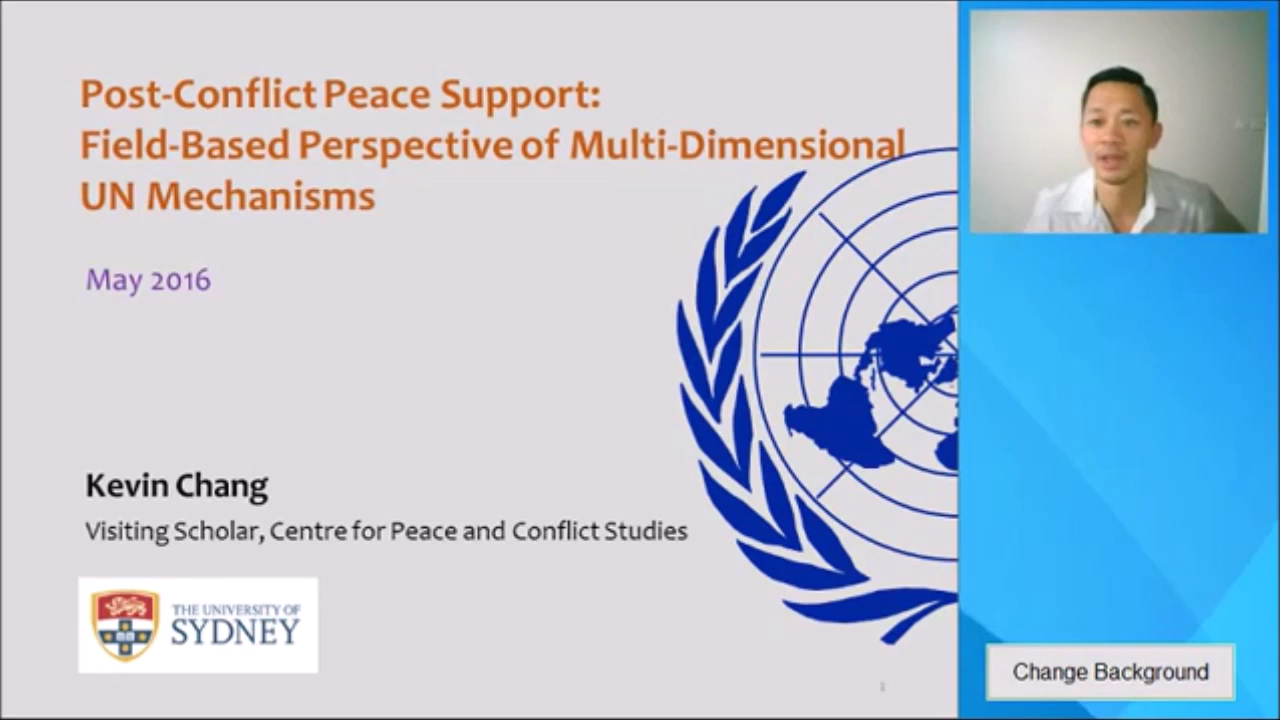 Post-Conflict Peace Support:
Field-Based Perspective of Multi-Dimensional
UN Mechanisms
May 2016
Kevin Chang
Visiting Scholar, Centre for Peace and Conflict Studies
THE UNIVERSITY OF
SYDNEY
1
Change Background